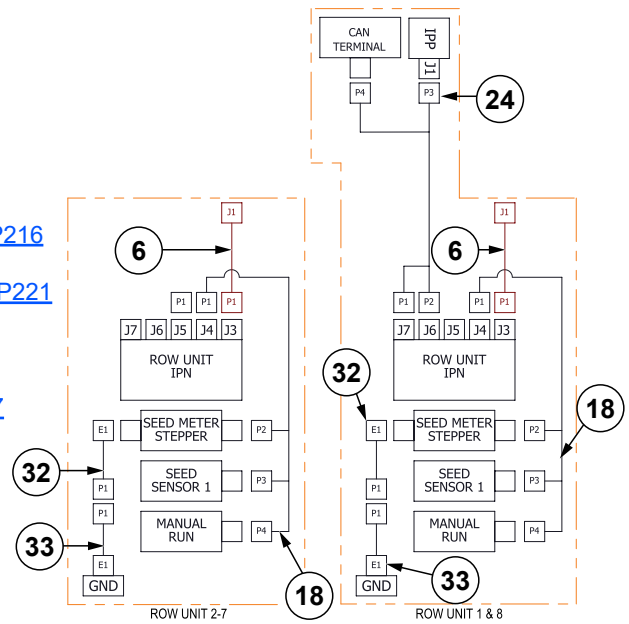 CAN
TERMINAL
IPP
J1
P4
P3
24
P216
P221
J1
6
P1
P1
P1
J7
J6
J5
J4
J3
ROW UNIT
IPN
E1
SEED METER
STEPPER
P2
32
SEED
SENSOR 1
P3
P1
P1
MANUAL
RUN
P4
33
E1
GND
18
ROW UNIT 2-7
J1
6
P1
P2
P1
P1
J7
J6
J5
J4
J3
ROW UNIT
IPN
32
18
E1
SEED METER
STEPPER
P2
SEED
SENSOR 1
P3
P1
P1
MANUAL
RUN
P4
E1
33
GND
ROW UNIT 1 & 8